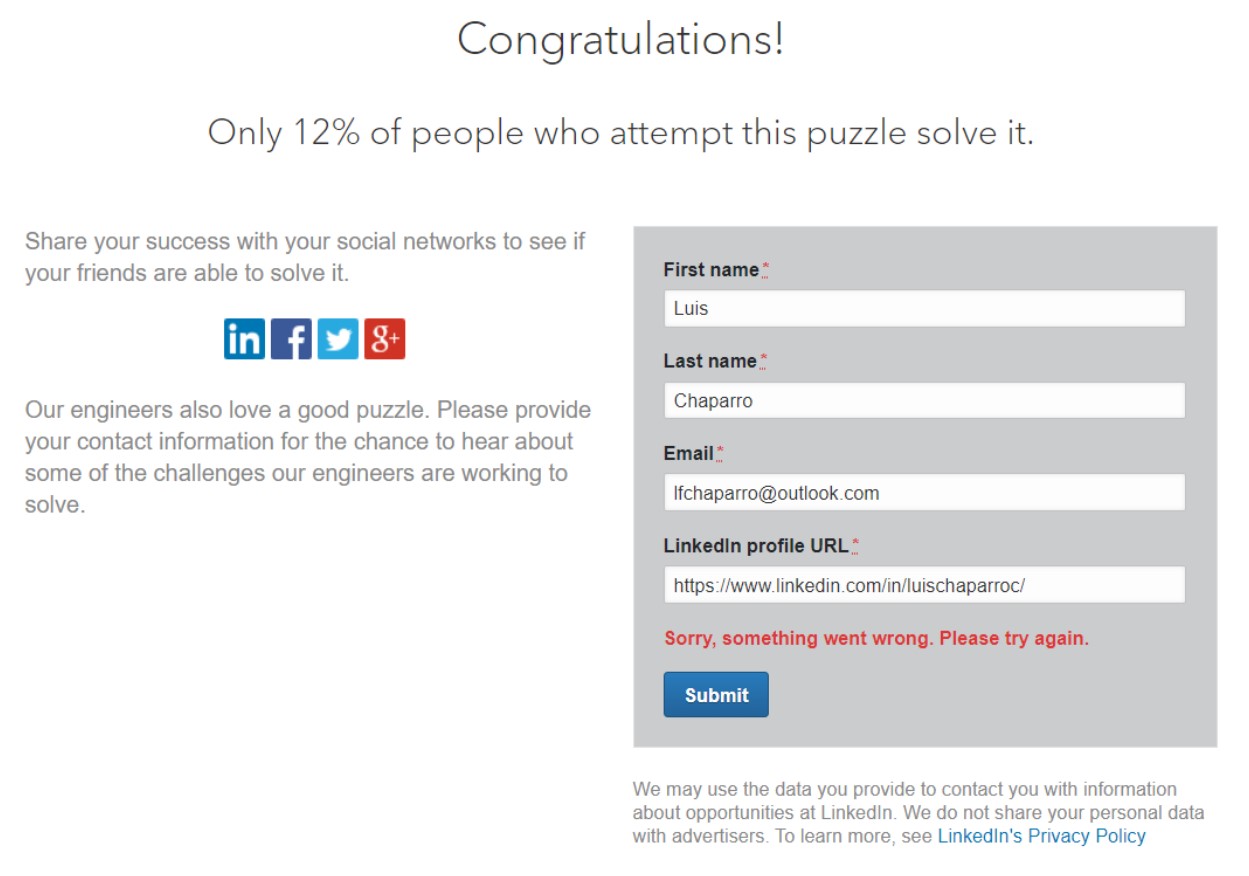 Congratulations!
Only 12% of people who attempt this puzzle solve it.
Share your success with your social networks to see if
your friends are able to solve it.
in f g+
Our engineers also love a good puzzle. Please provide
your contact information for the chance to hear about
some of the challenges our engineers are working to
solve.
First name*
Luis
Last name*
Chaparro
Email*
lfchaparro@outlook.com
LinkedIn profile URL*
https://www.linkedin.com/in/luischaparroc/
Sorry, something went wrong. Please try again.
Submit
We may use the data you provide to contact you with information
about opportunities at LinkedIn. We do not share your personal data
with advertisers. To learn more, see LinkedIn's Privacy Policy